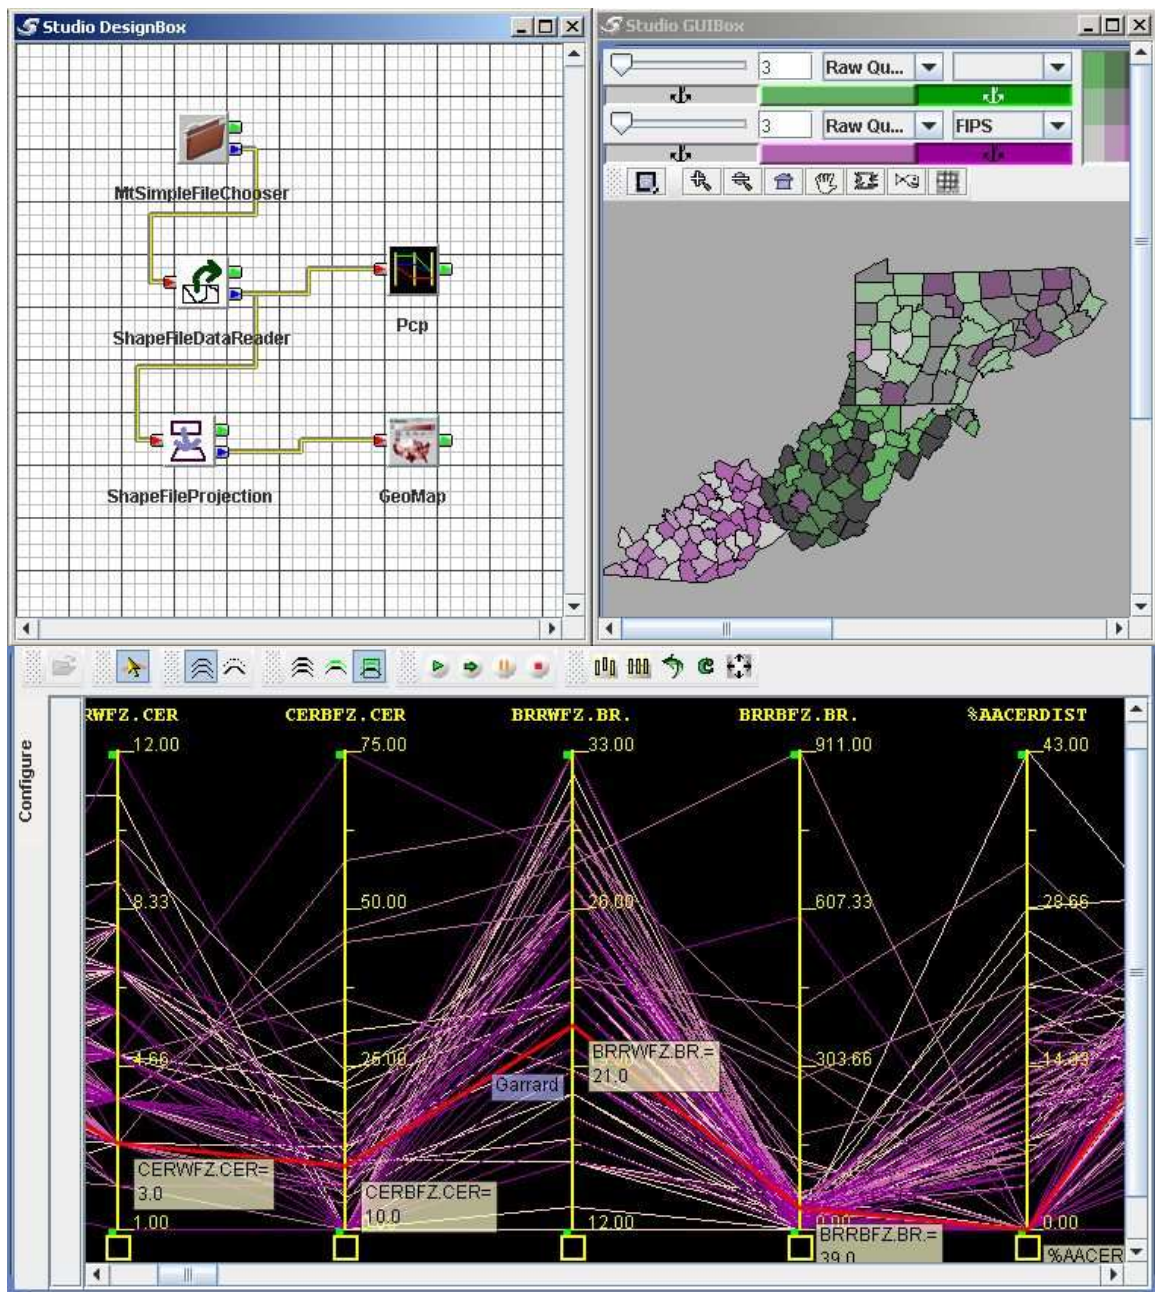 Studio DesignBox
MtSimpleFileChooser
ShapeFileDataReader
Pcp
ShapeFileProjection
GeoMap
Studio GUIBox
3 Raw Qu...
3 Raw Qu... FIPS
Configure
RWFZ.CER CERBFZ.CER BRRWFZ.BR. BRRBFZ.BR. %AACERDIST
12.00 75.00 33.00 911.00 43.00
8.33 50.00 26.00 607.33 28.66
4.66 25.00 303.66 14.33
BRRWFZ.BR.=
21.0
Garrard
CERWFZ.CER=
3.0
CERBFZ.CER=
10.0
1.00 12.00 0.00 0.00
BRRBFZ.BR.=
39.0
%AACER